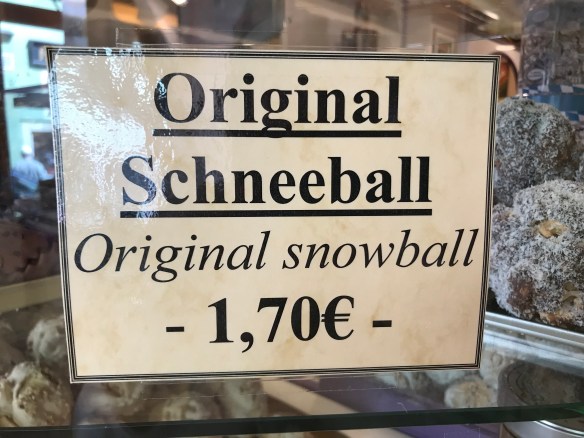 Original
Schneeball
Original snowball
- 1,70€ -